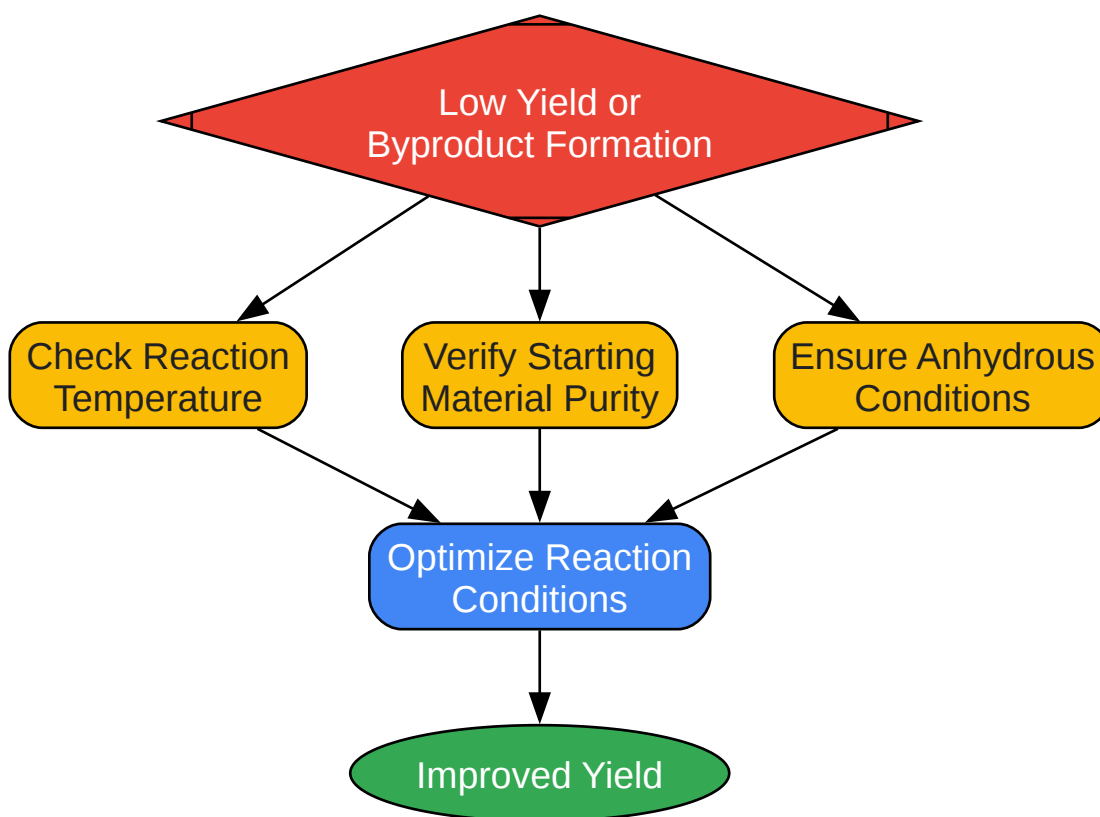 Low Yield or
Byproduct Formation
Check Reaction
Temperature
Verify Starting
Material Purity
Ensure Anhydrous
Conditions
Optimize Reaction
Conditions
Improved Yield